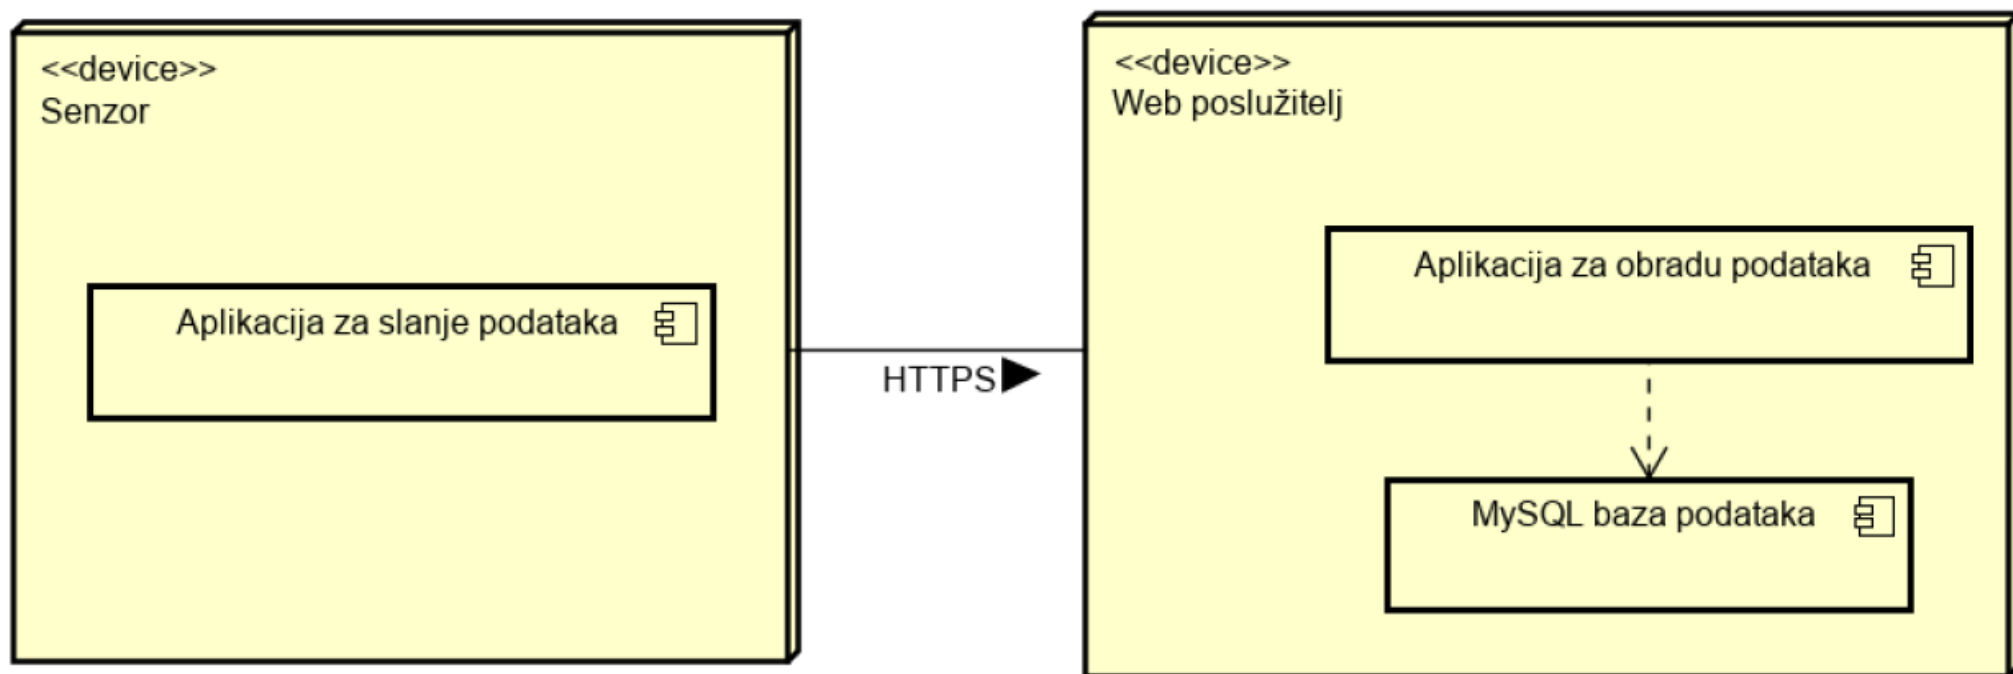 <<device>>
Senzor
Aplikacija za slanje podataka
HTTPS
<<device>>
Web poslužitelj
Aplikacija za obradu podataka
MySQL baza podataka